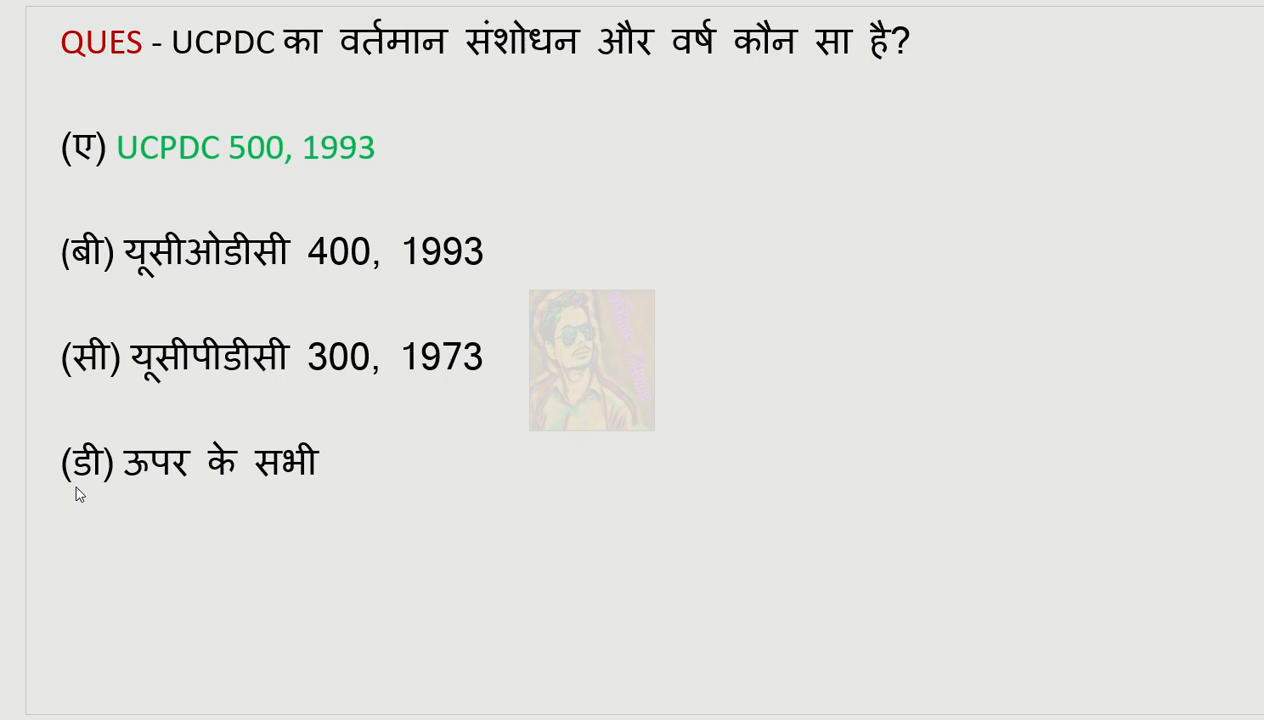 QUES - UCPDC का वर्तमान संशोधन और वर्ष कौन सा है?
(ए) UCPDC 500, 1993
(बी) यूसीओडीसी 400, 1993
(सी) यूसीपीडीसी 300, 1973
(डी) ऊपर के सभी